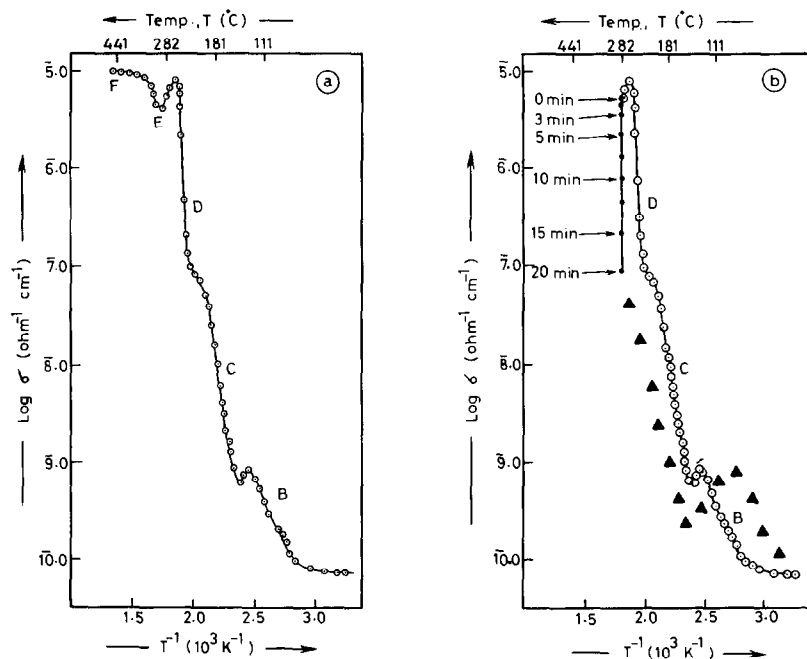 Temp., T (°C)
441 282 181 111
a
5̄.0
6̄.0
7̄.0
8̄.0
9̄.0
10̄.0
Log σ (ohm⁻¹ cm⁻¹)
F
E
D
C
B
1.5 2.0 2.5 3.0
T⁻¹ (10³ K⁻¹)
Temp., T (°C)
441 282 181 111
b
5̄.0
6̄.0
7̄.0
8̄.0
9̄.0
10̄.0
Log σ (ohm⁻¹ cm⁻¹)
0 min
3 min
5 min
10 min
15 min
20 min
D
C
B
1.5 2.0 2.5 3.0
T⁻¹ (10³ K⁻¹)